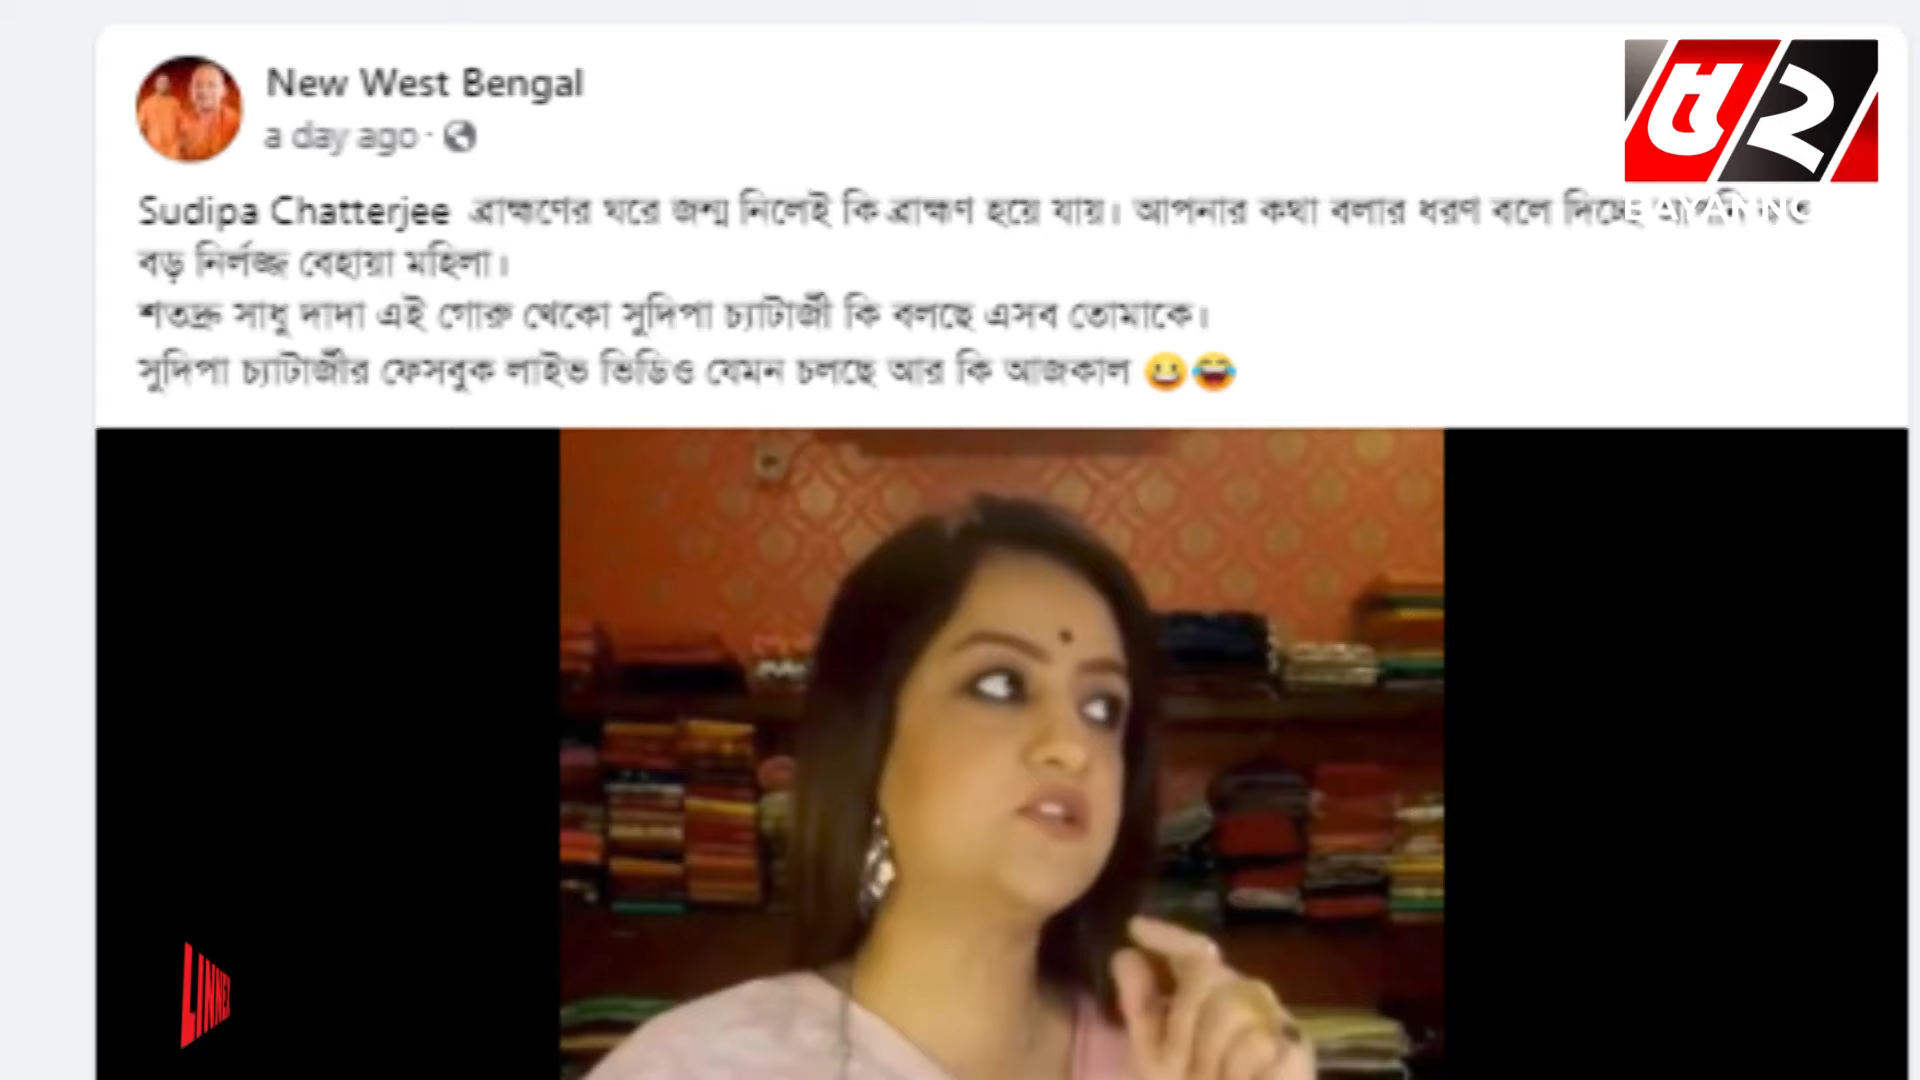 New West Bengal
a day ago ·
Sudipa Chatterjee ব্রাহ্মণের ঘরে জন্ম নিলেই কি ব্রাহ্মণ হয়ে যায়। আপনার কথা বলার ধরণ বলে দিচ্ছে
বড় নির্লজ্জ বেহায়া মহিলা।
শতদ্রু সাধু দাদা এই গোরু খেকো সুদিপা চ্যাটার্জী কি বলছে এসব তোমাকে।
সুদিপা চ্যাটার্জীর ফেসবুক লাইভ ভিডিও যেমন চলছে আর কি আজকাল 😀😂
BAYANNO